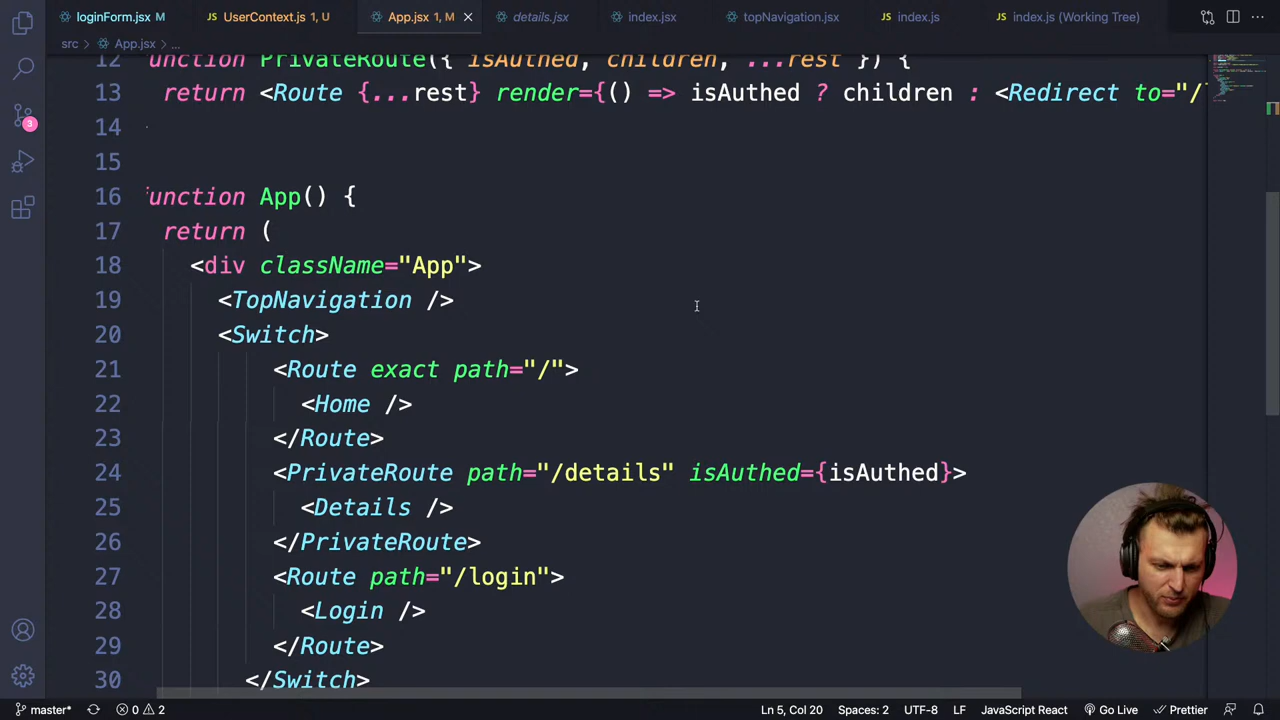 loginForm.jsx M
UserContext.js 1, U
App.jsx 1, M
details.jsx
index.jsx
topNavigation.jsx
index.js
index.js (Working Tree)
src > App.jsx > ...
12 unction PrivateRoute({ isAuthed, children, ...rest }) {
13 return <Route {...rest} render={() => isAuthed ? children : <Redirect to="/
14
15
16 unction App() {
17 return (
18 <div className="App">
19 <TopNavigation />
20 <Switch>
21 <Route exact path="/">
22 <Home />
23 </Route>
24 <PrivateRoute path="/details" isAuthed={isAuthed}>
25 <Details />
26 </PrivateRoute>
27 <Route path="/login">
28 <Login />
29 </Route>
30 </Switch>
3
master* 0 2 Ln 5, Col 20 Spaces: 2 UTF-8 LF JavaScript React Go Live Prettier